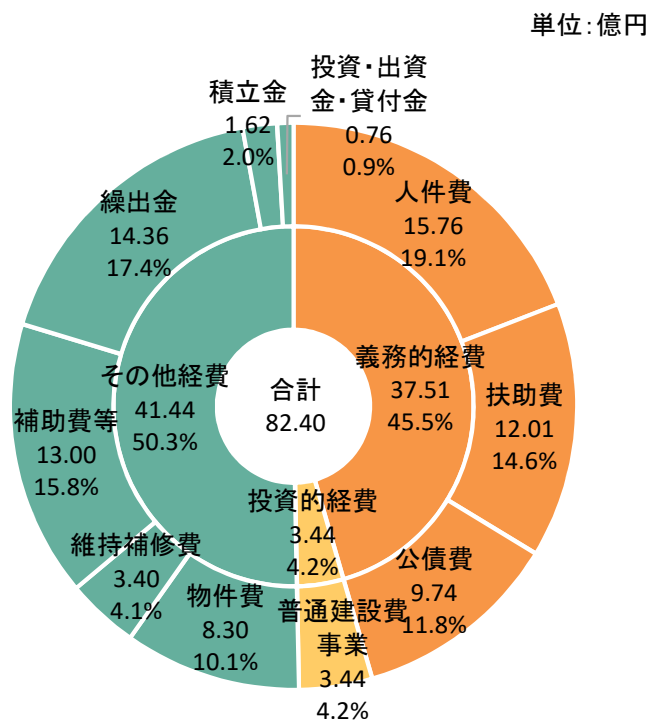 単位：億円
投資・出資
金・貸付金
0.76
0.9%
積立金
1.62
2.0%
人件費
15.76
19.1%
繰出金
14.36
17.4%
義務的経費
37.51
45.5%
その他経費
41.44
50.3%
合計
82.40
扶助費
12.01
14.6%
補助費等
13.00
15.8%
投資的経費
3.44
4.2%
維持補修費
3.40
4.1%
公債費
9.74
11.8%
物件費
8.30
10.1%
普通建設費
事業
3.44
4.2%